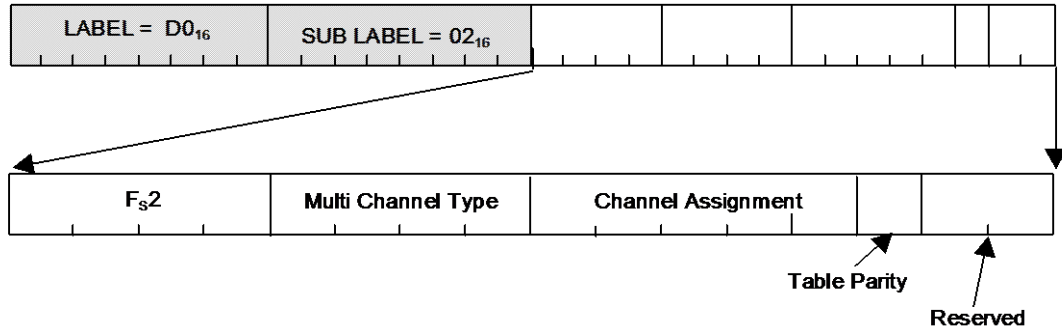 LABEL = D0₁₆
SUB LABEL = 02₁₆
Fₛ2
Multi Channel Type
Channel Assignment
Table Parity
Reserved